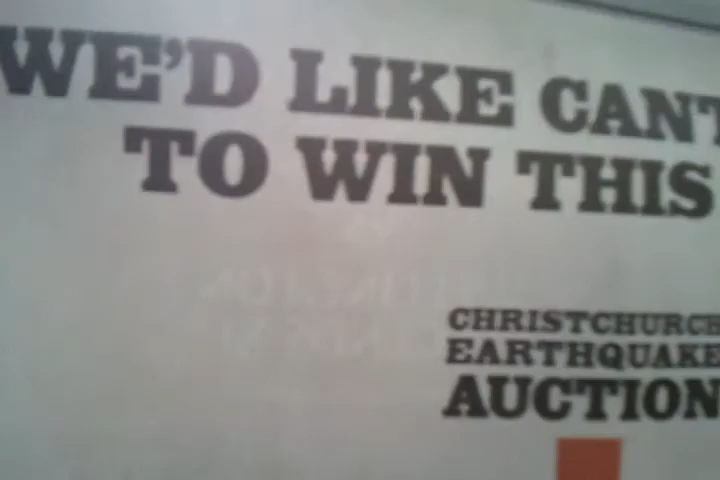 WE'D LIKE CANT
TO WIN THIS
CHRISTCHURCH
EARTHQUAKE
AUCTION